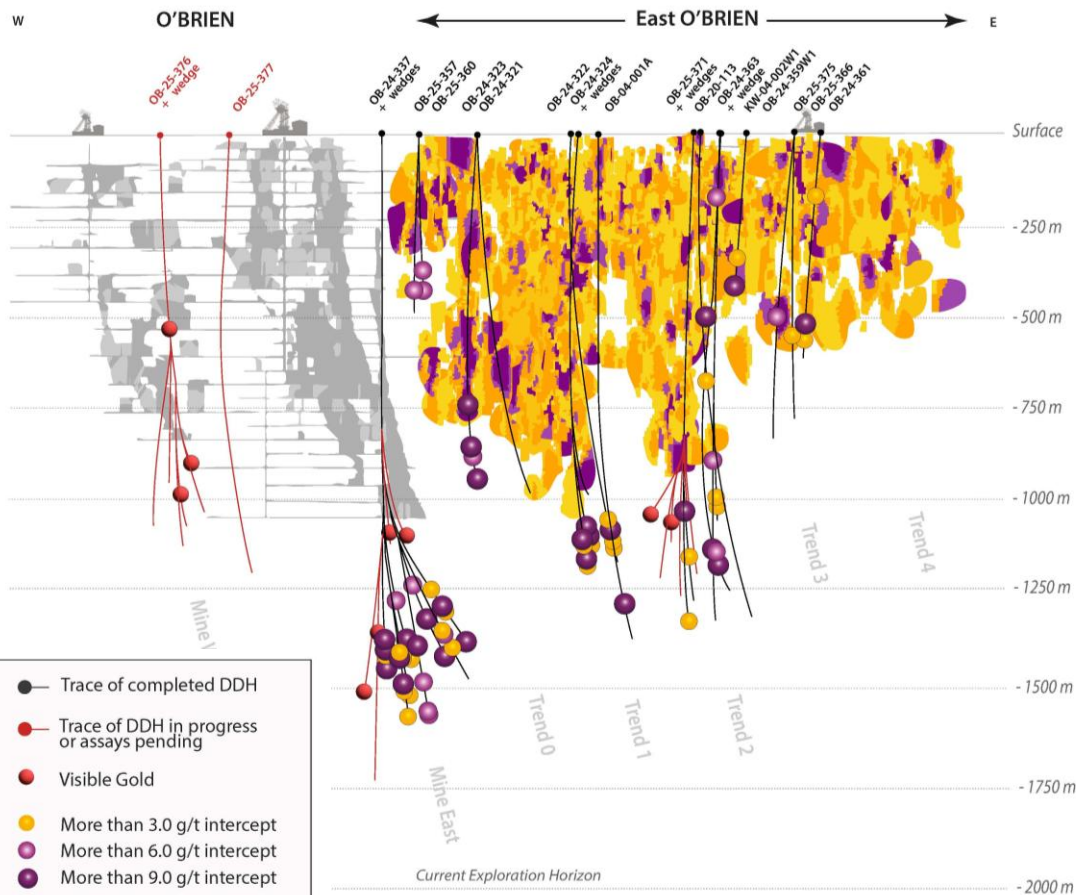 W
O'BRIEN
East O'BRIEN
E
OB-25-376
+ wedge
OB-25-377
OB-24-337
+ wedges
OB-25-357
OB-25-360
OB-24-323
OB-24-321
OB-24-322
OB-24-324
+ wedges
OB-04-001A
OB-25-371
+ wedges
OB-20-113
OB-24-363
+ wedge
KW-04-002W1
OB-24-359W1
OB-25-375
OB-25-366
OB-24-361
Surface
- 250 m
- 500 m
- 750 m
- 1000 m
- 1250 m
- 1500 m
- 1750 m
- 2000 m
Trend 3
Trend 4
Mine
Trend 0
Trend 1
Trend 2
Mine East
Trace of completed DDH
Trace of DDH in progress
or assays pending
Visible Gold
More than 3.0 g/t intercept
More than 6.0 g/t intercept
More than 9.0 g/t intercept
Current Exploration Horizon